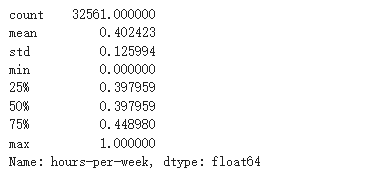 count    32561.000000
mean         0.402423
std          0.125994
min          0.000000
25%          0.397959
50%          0.397959
75%          0.448980
max          1.000000
Name: hours-per-week, dtype: float64